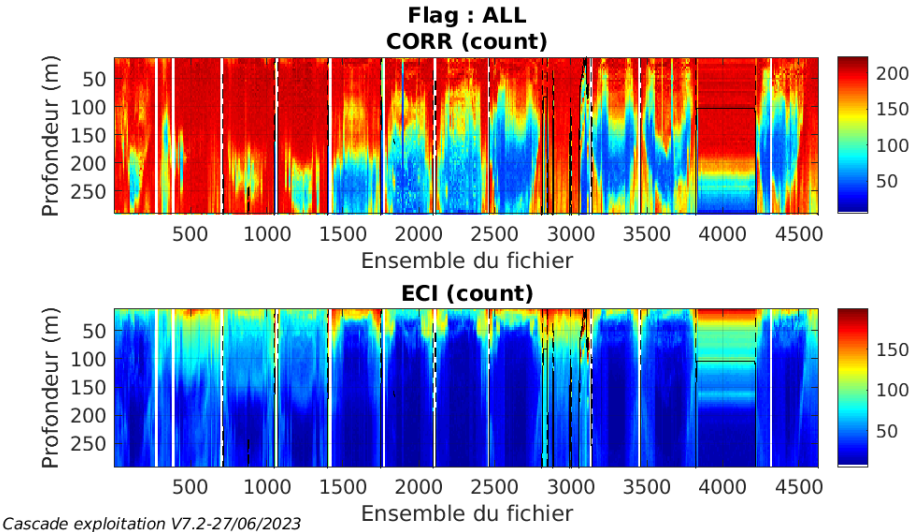 Flag : ALL
CORR (count)
Profondeur (m)
50
100
150
200
250
500 1000 1500 2000 2500 3000 3500 4000 4500
Ensemble du fichier
200
150
100
50
ECI (count)
Profondeur (m)
50
100
150
200
250
500 1000 1500 2000 2500 3000 3500 4000 4500
Ensemble du fichier
150
100
50
Cascade exploitation V7.2-27/06/2023